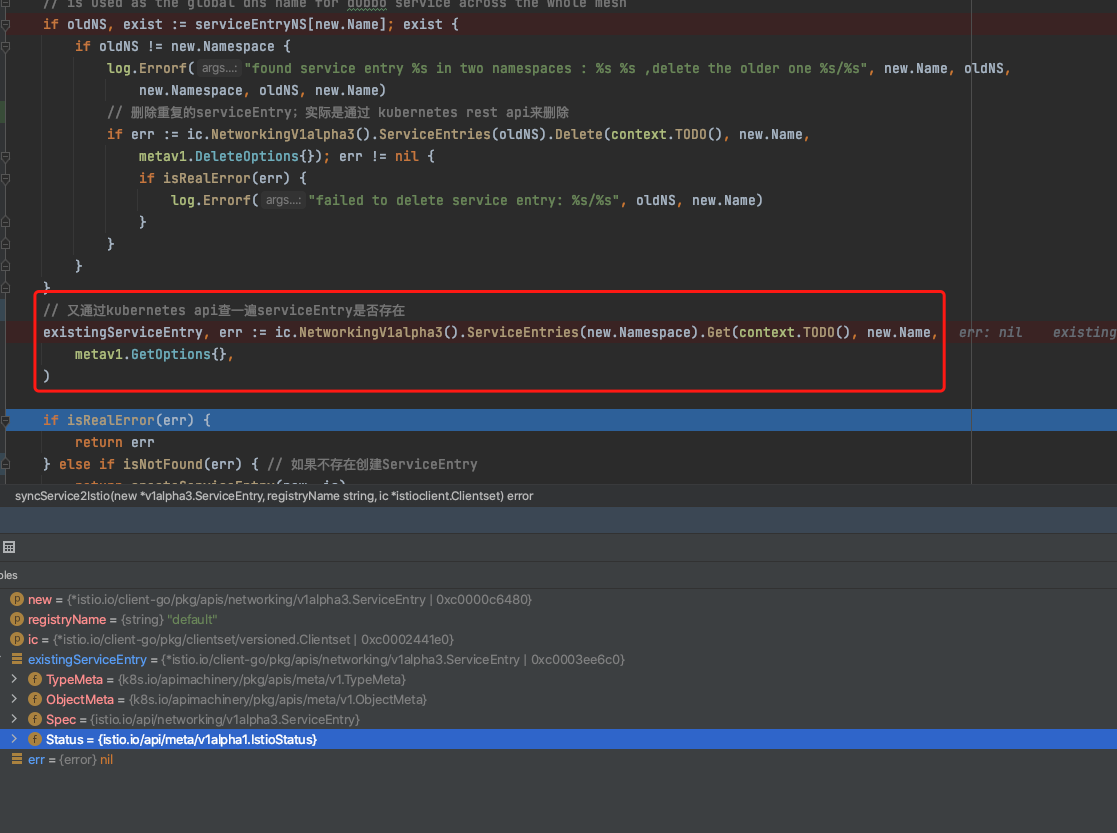 // is used as the global dns name for dubbo service across the whole mesh
if oldNS, exist := serviceEntryNS[new.Name]; exist {
if oldNS != new.Namespace {
log.Errorf( args...: "found service entry %s in two namespaces : %s %s ,delete the older one %s/%s", new.Name, oldNS,
new.Namespace, oldNS, new.Name)
// 删除重复的serviceEntry；实际是通过 kubernetes rest api来删除
if err := ic.NetworkingV1alpha3().ServiceEntries(oldNS).Delete(context.TODO(), new.Name,
metav1.DeleteOptions{}); err != nil {
if isRealError(err) {
log.Errorf( args...: "failed to delete service entry: %s/%s", oldNS, new.Name)
}
}
}
}
// 又通过kubernetes api查一遍serviceEntry是否存在
existingServiceEntry, err := ic.NetworkingV1alpha3().ServiceEntries(new.Namespace).Get(context.TODO(), new.Name, err: nil existing
metav1.GetOptions{},
)
if isRealError(err) {
return err
} else if isNotFound(err) { // 如果不存在创建ServiceEntry
syncService2Istio(new *v1alpha3.ServiceEntry, registryName string, ic *istioclient.Clientset) error
bles
new = {*istio.io/client-go/pkg/apis/networking/v1alpha3.ServiceEntry | 0xc0000c6480}
registryName = {string} "default"
ic = {*istio.io/client-go/pkg/clientset/versioned.Clientset | 0xc0002441e0}
existingServiceEntry = {*istio.io/client-go/pkg/apis/networking/v1alpha3.ServiceEntry | 0xc0003ee6c0}
TypeMeta = {k8s.io/apimachinery/pkg/apis/meta/v1.TypeMeta}
ObjectMeta = {k8s.io/apimachinery/pkg/apis/meta/v1.ObjectMeta}
Spec = {istio.io/api/networking/v1alpha3.ServiceEntry}
Status = {istio.io/api/meta/v1alpha1.IstioStatus}
err = {error} nil